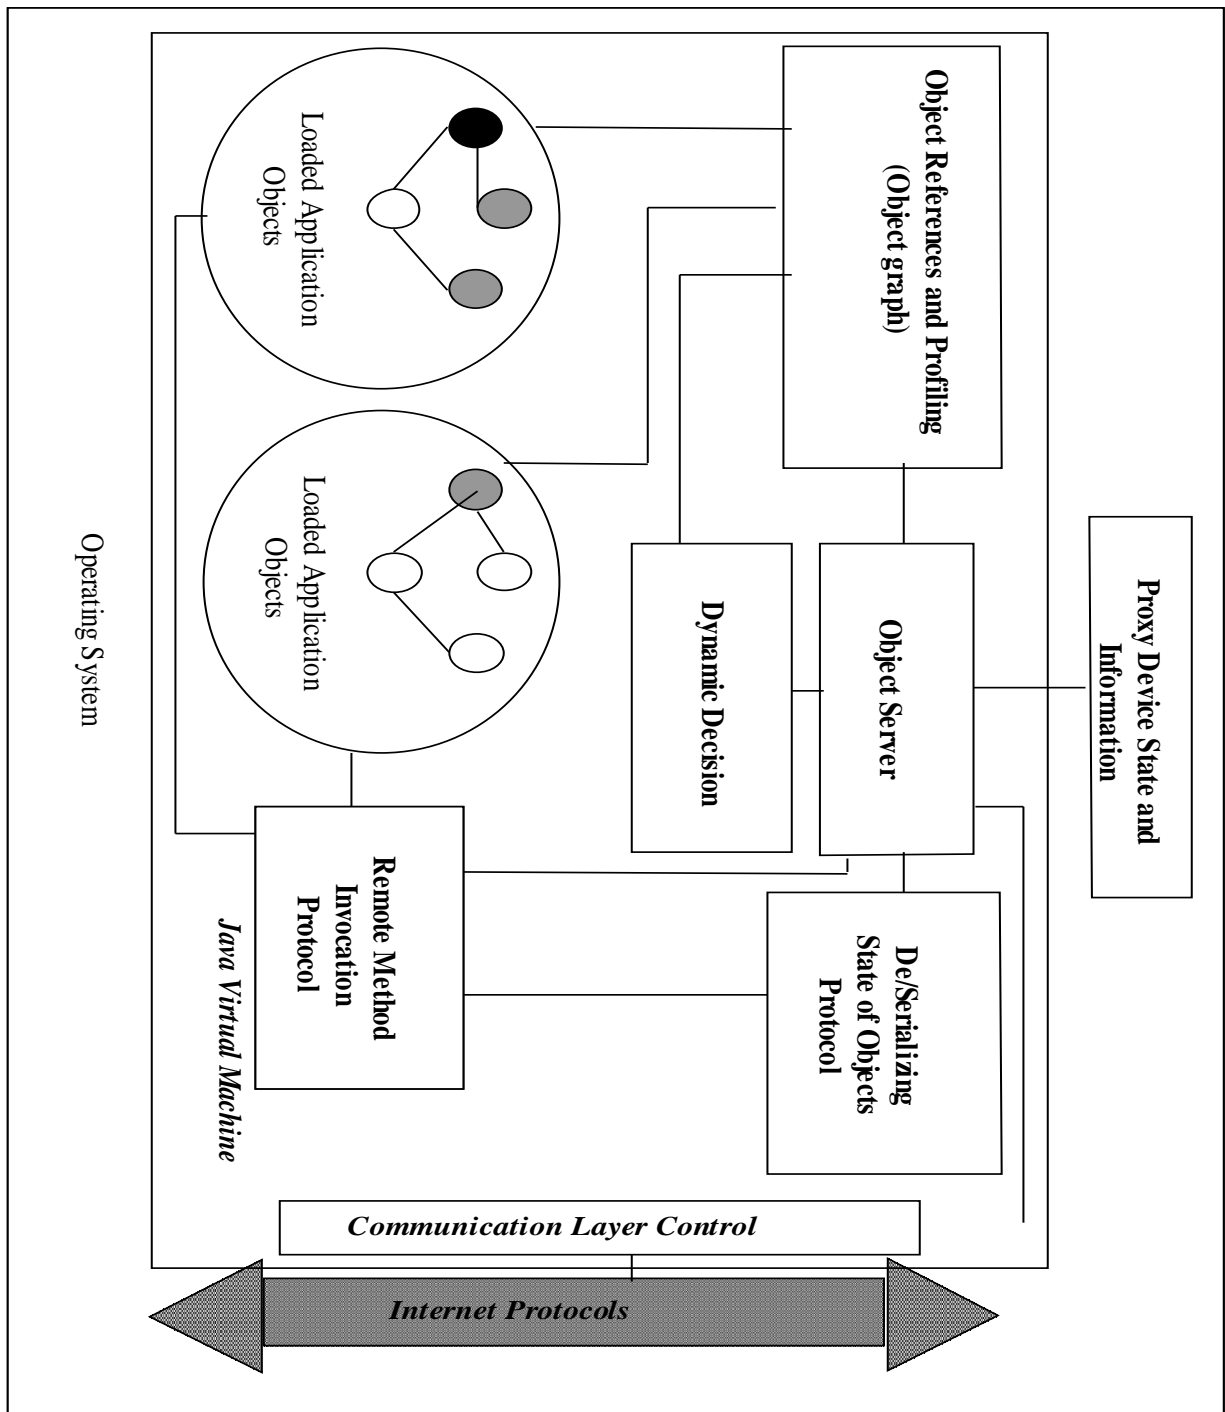 Object References and Profiling
(Object graph)
Loaded Application
Objects
Loaded Application
Objects
Proxy Device State and
Information
Object Server
Dynamic Decision
Operating System
De/Serializing
State of Objects
Protocol
Remote Method
Invocation
Protocol
Java Virtual Machine
Communication Layer Control
Internet Protocols